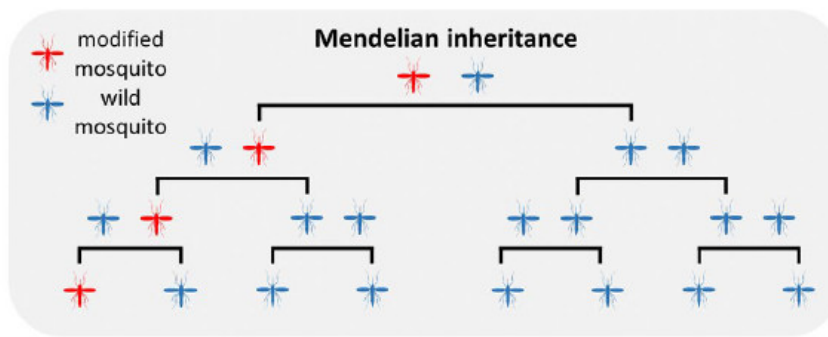 modified
mosquito
wild
mosquito
Mendelian inheritance